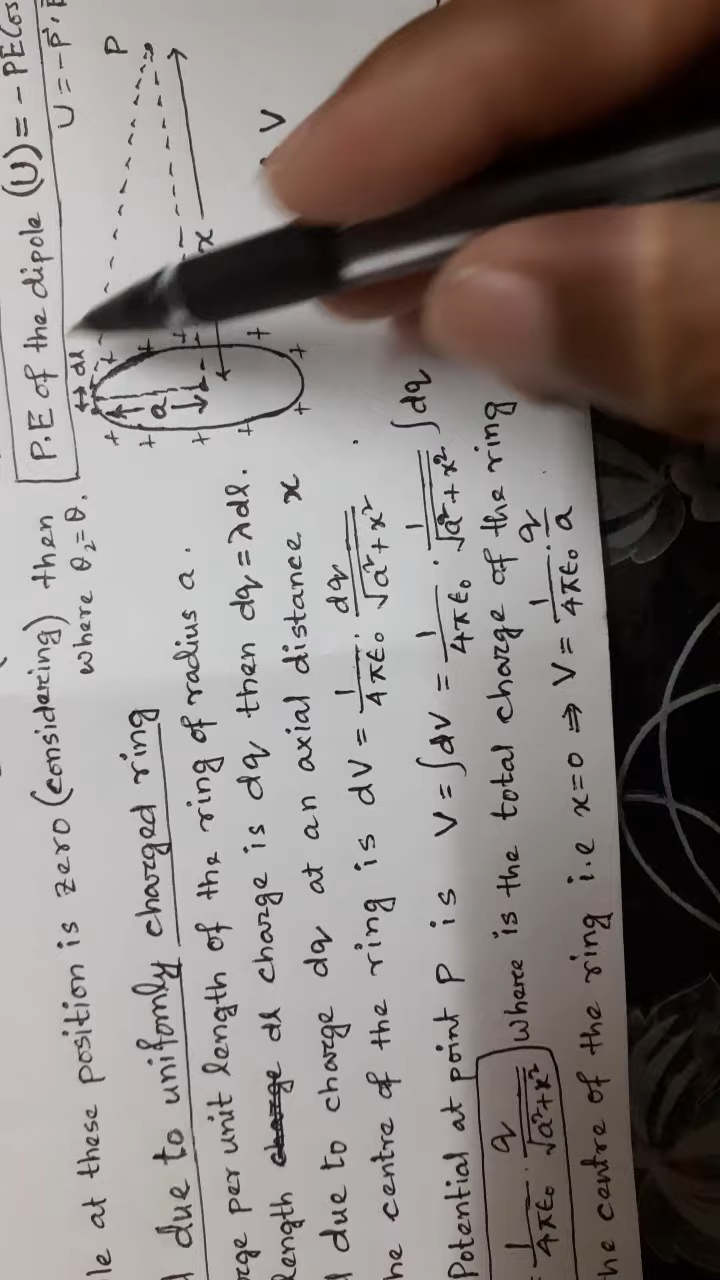 le at these position is zero (considering) then P.E of the dipole (U) = - PE Cos
where θ₂=θ. U = -P.
due to uniformly charged ring
rge per unit length of the ring of radius a.
length dl charge is dq then dq = λdl.
due to charge dq at an axial distance x
he centre of the ring is dV = 1/4πε₀ · dq/√a²+x² .
Potential at point P is V = ∫dV = 1/4πε₀ · 1/√a²+x² ∫dq
= 1/4πε₀ · q/√a²+x² where is the total charge of the ring
he centre of the ring i.e x=0 ⇒ V = 1/4πε₀ · q/a .
dl
a
x
P
V